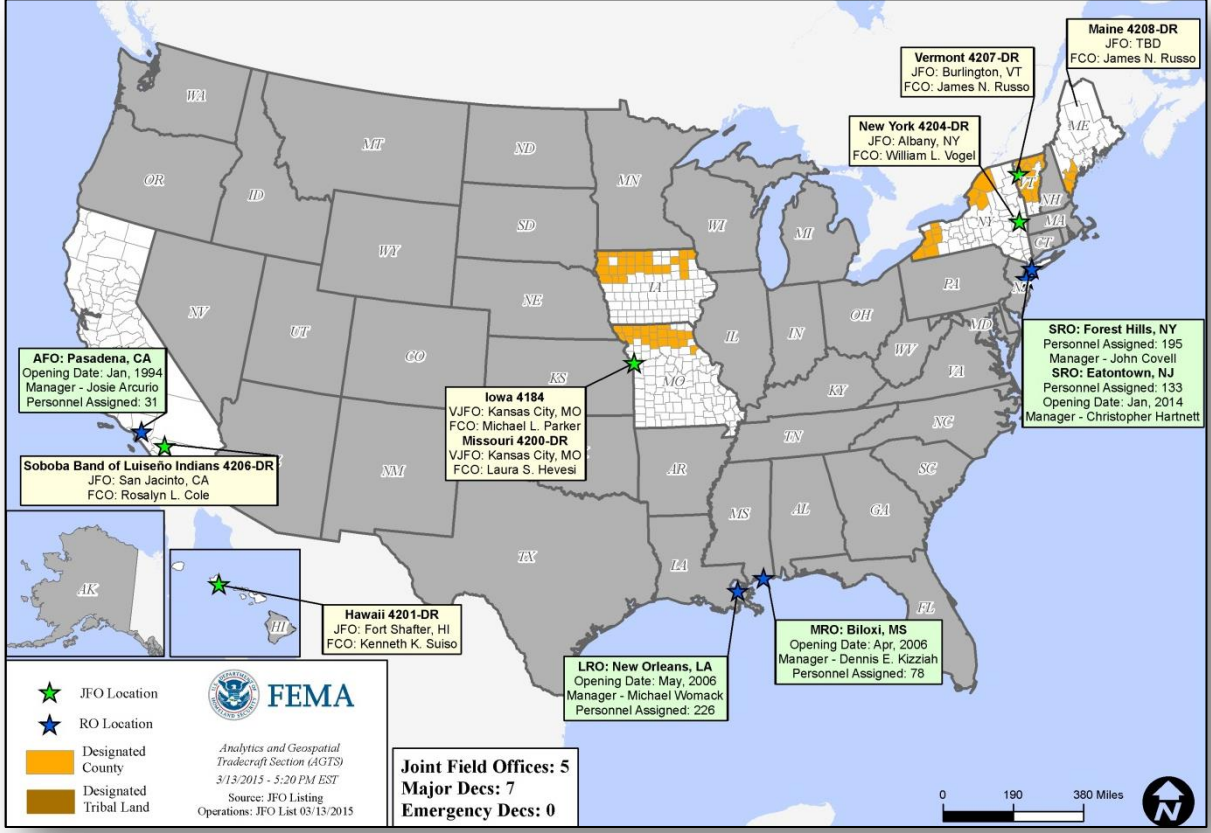 Maine 4208-DR
JFO: TBD
FCO: James N. Russo
Vermont 4207-DR
JFO: Burlington, VT
FCO: James N. Russo
New York 4204-DR
JFO: Albany, NY
FCO: William L. Vogel
WA
MT
ND
MN
ME
VT
NH
OR
ID
SD
WI
MI
NY
MA
CT
WY
IA
PA
NV
NE
IL
IN
OH
MD
UT
CO
KS
MO
WV
VA
KY
SRO: Forest Hills, NY
Personnel Assigned: 195
Manager - John Covell
SRO: Eatontown, NJ
Personnel Assigned: 133
Opening Date: Jan, 2014
Manager - Christopher Hartnett
AFO: Pasadena, CA
Opening Date: Jan, 1994
Manager - Josie Arcurio
Personnel Assigned: 31
Iowa 4184
VJFO: Kansas City, MO
FCO: Michael L. Parker
Missouri 4200-DR
VJFO: Kansas City, MO
FCO: Laura S. Hevesi
Soboba Band of Luiseño Indians 4206-DR
JFO: San Jacinto, CA
FCO: Rosalyn L. Cole
NM
AR
TN
NC
SC
MS
AL
GA
TX
LA
FL
AK
HI
Hawaii 4201-DR
JFO: Fort Shafter, HI
FCO: Kenneth K. Suiso
LRO: New Orleans, LA
Opening Date: May, 2006
Manager - Michael Womack
Personnel Assigned: 226
MRO: Biloxi, MS
Opening Date: Apr, 2006
Manager - Dennis E. Kizziah
Personnel Assigned: 78
JFO Location
RO Location
Designated
County
Designated
Tribal Land
FEMA
Analytics and Geospatial
Tradecraft Section (AGTS)
3/13/2015 - 5:20 PM EST
Source: JFO Listing
Operations: JFO List 03/13/2015
Joint Field Offices: 5
Major Decs: 7
Emergency Decs: 0
0 190 380 Miles
N